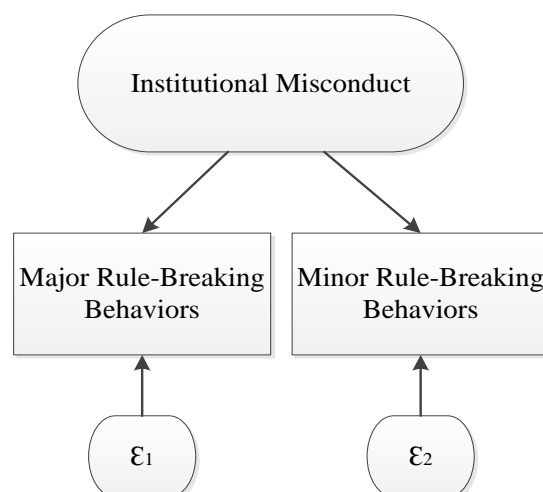 Institutional Misconduct
Major Rule-Breaking
Behaviors
Minor Rule-Breaking
Behaviors
ε1
ε2